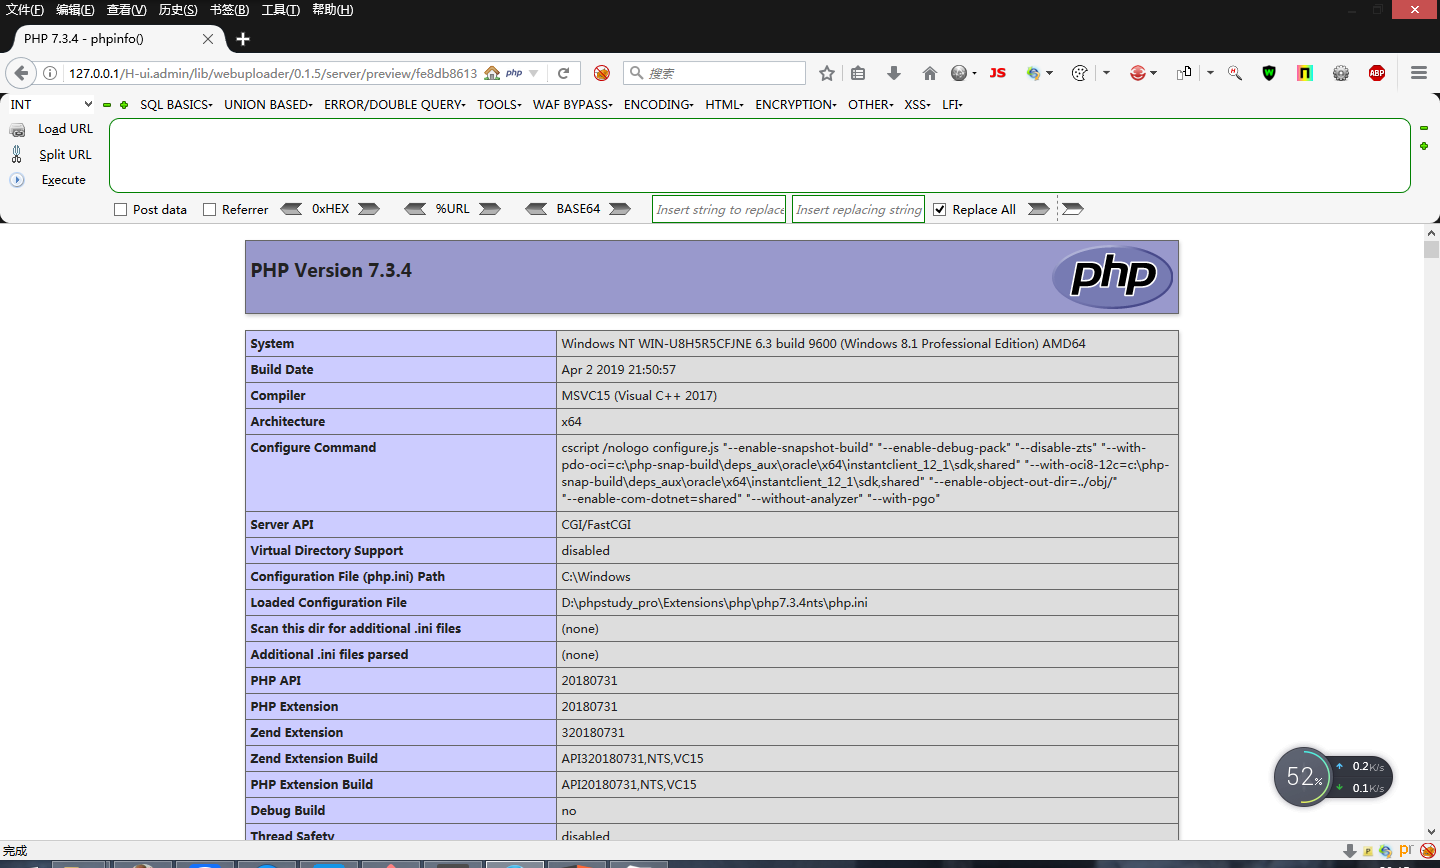 文件(F) 编辑(E) 查看(V) 历史(S) 书签(B) 工具(T) 帮助(H)
PHP 7.3.4 - phpinfo()
127.0.0.1/H-ui.admin/lib/webuploader/0.1.5/server/preview/fe8db8613
php
搜索
JS
ABP
INT
SQL BASICS
UNION BASED
ERROR/DOUBLE QUERY
TOOLS
WAF BYPASS
ENCODING
HTML
ENCRYPTION
OTHER
XSS
LFI
Load URL
Split URL
Execute
Post data
Referrer
0xHEX
%URL
BASE64
Insert string to replace
Insert replacing string
Replace All
PHP Version 7.3.4
php
System Windows NT WIN-U8H5R5CFJNE 6.3 build 9600 (Windows 8.1 Professional Edition) AMD64
Build Date Apr 2 2019 21:50:57
Compiler MSVC15 (Visual C++ 2017)
Architecture x64
Configure Command cscript /nologo configure.js "--enable-snapshot-build" "--enable-debug-pack" "--disable-zts" "--with-
pdo-oci=c:\php-snap-build\deps_aux\oracle\x64\instantclient_12_1\sdk,shared" "--with-oci8-12c=c:\php-
snap-build\deps_aux\oracle\x64\instantclient_12_1\sdk,shared" "--enable-object-out-dir=../obj/"
"--enable-com-dotnet=shared" "--without-analyzer" "--with-pgo"
Server API CGI/FastCGI
Virtual Directory Support disabled
Configuration File (php.ini) Path C:\Windows
Loaded Configuration File D:\phpstudy_pro\Extensions\php\php7.3.4nts\php.ini
Scan this dir for additional .ini files (none)
Additional .ini files parsed (none)
PHP API 20180731
PHP Extension 20180731
Zend Extension 320180731
Zend Extension Build API320180731,NTS,VC15
PHP Extension Build API20180731,NTS,VC15
Debug Build no
Thread Safety disabled
52%
0.2K/s
0.1K/s
完成
pr